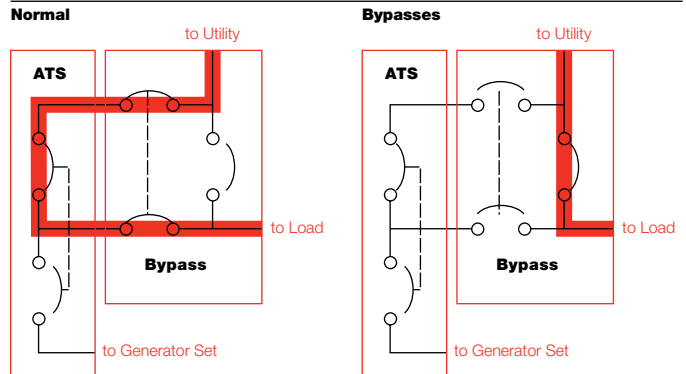 Normal
to Utility
ATS
to Load
Bypass
to Generator Set
Bypasses
to Utility
ATS
to Load
Bypass
to Generator Set